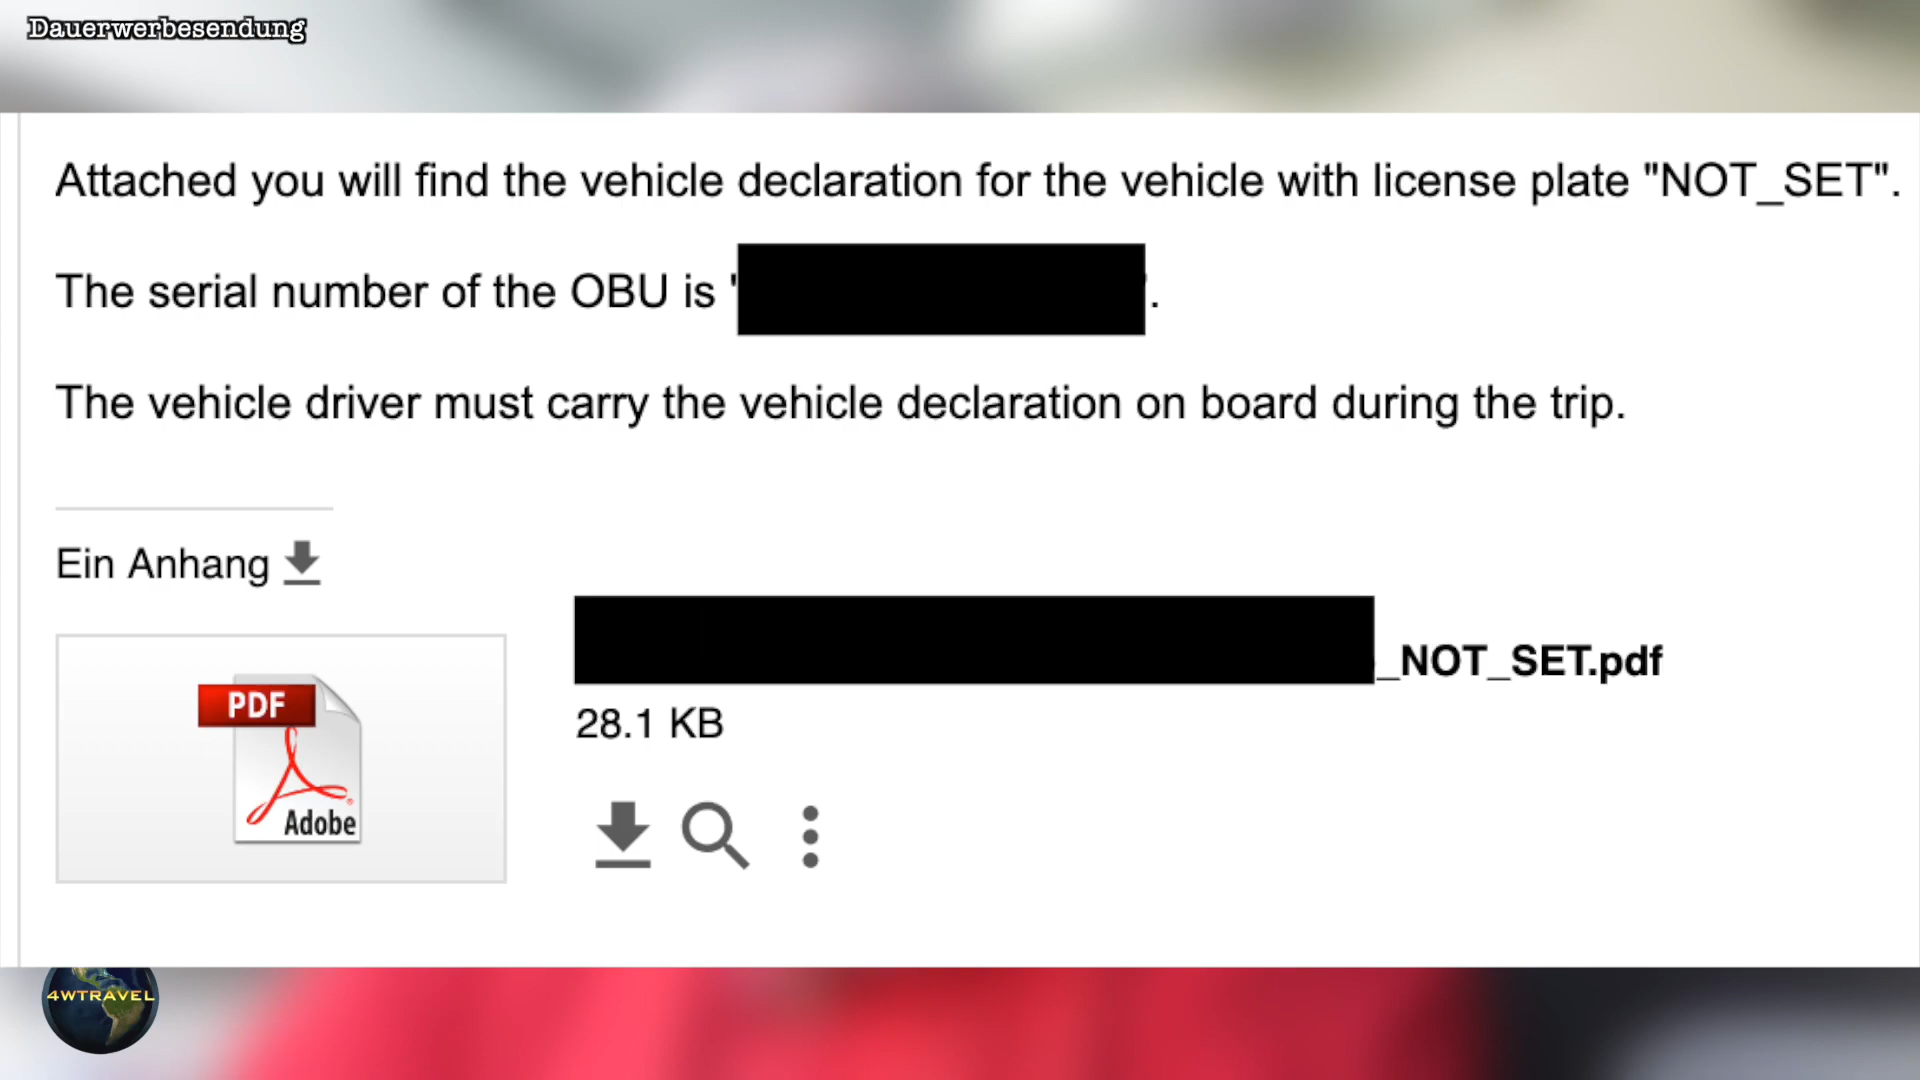 Dauerwerbesendung
Attached you will find the vehicle declaration for the vehicle with license plate "NOT_SET".
The serial number of the OBU is ' '.
The vehicle driver must carry the vehicle declaration on board during the trip.
Ein Anhang
_NOT_SET.pdf
PDF
Adobe
28.1 KB
4WTRAVEL